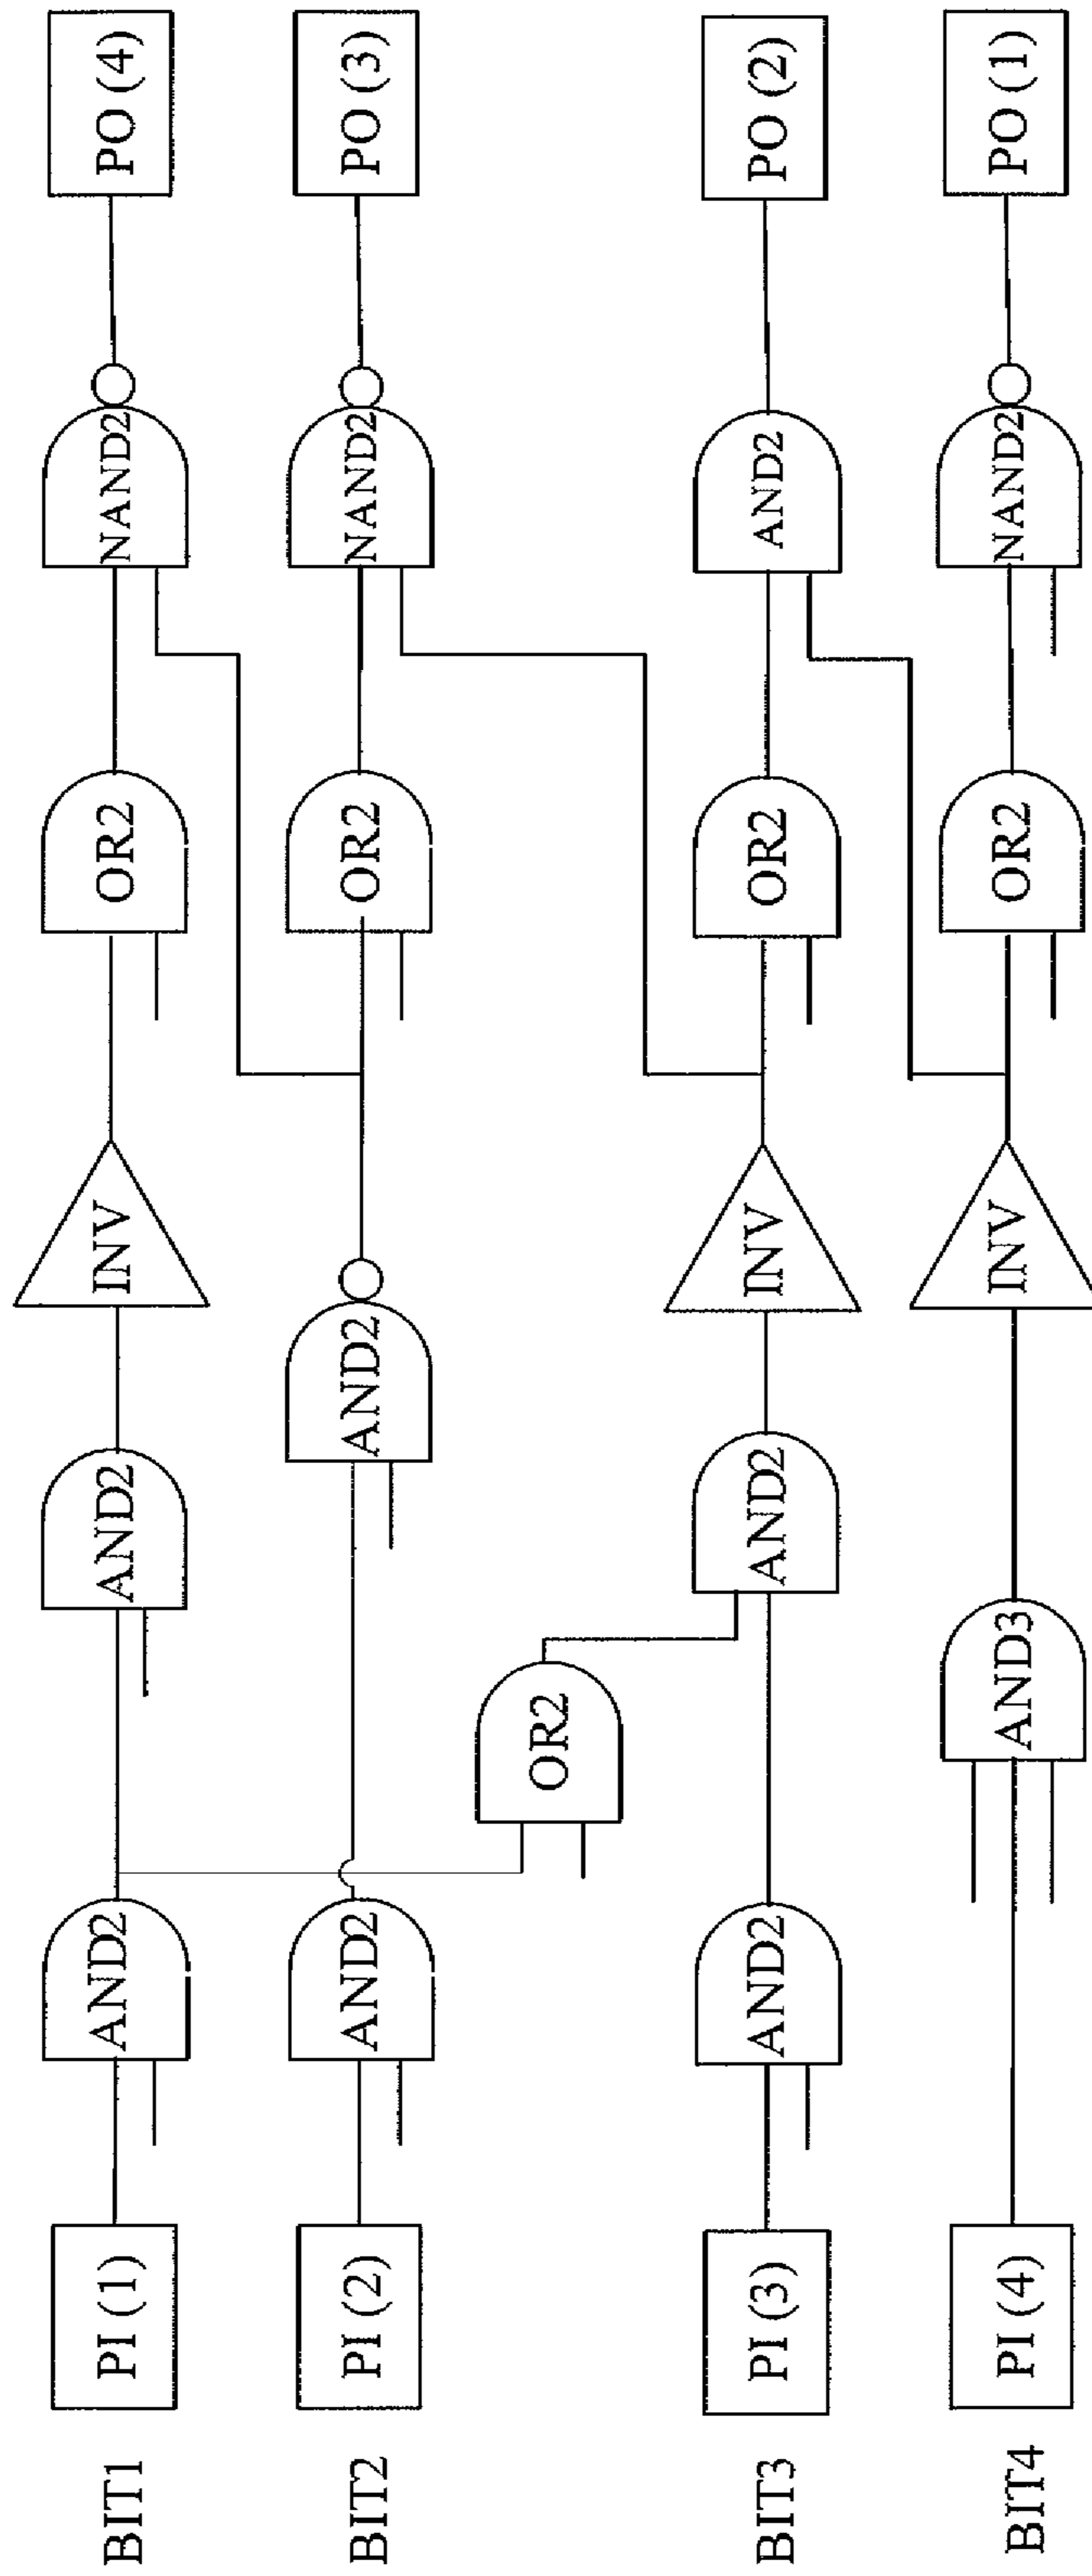 BIT1 PI (1) AND2 AND2 INV OR2 NAND2 PO (4)
BIT2 PI (2) AND2 AND2 OR2 NAND2 PO (3)
OR2
BIT3 PI (3) AND2 AND2 INV OR2 AND2 PO (2)
BIT4 PI (4) AND3 INV OR2 NAND2 PO (1)